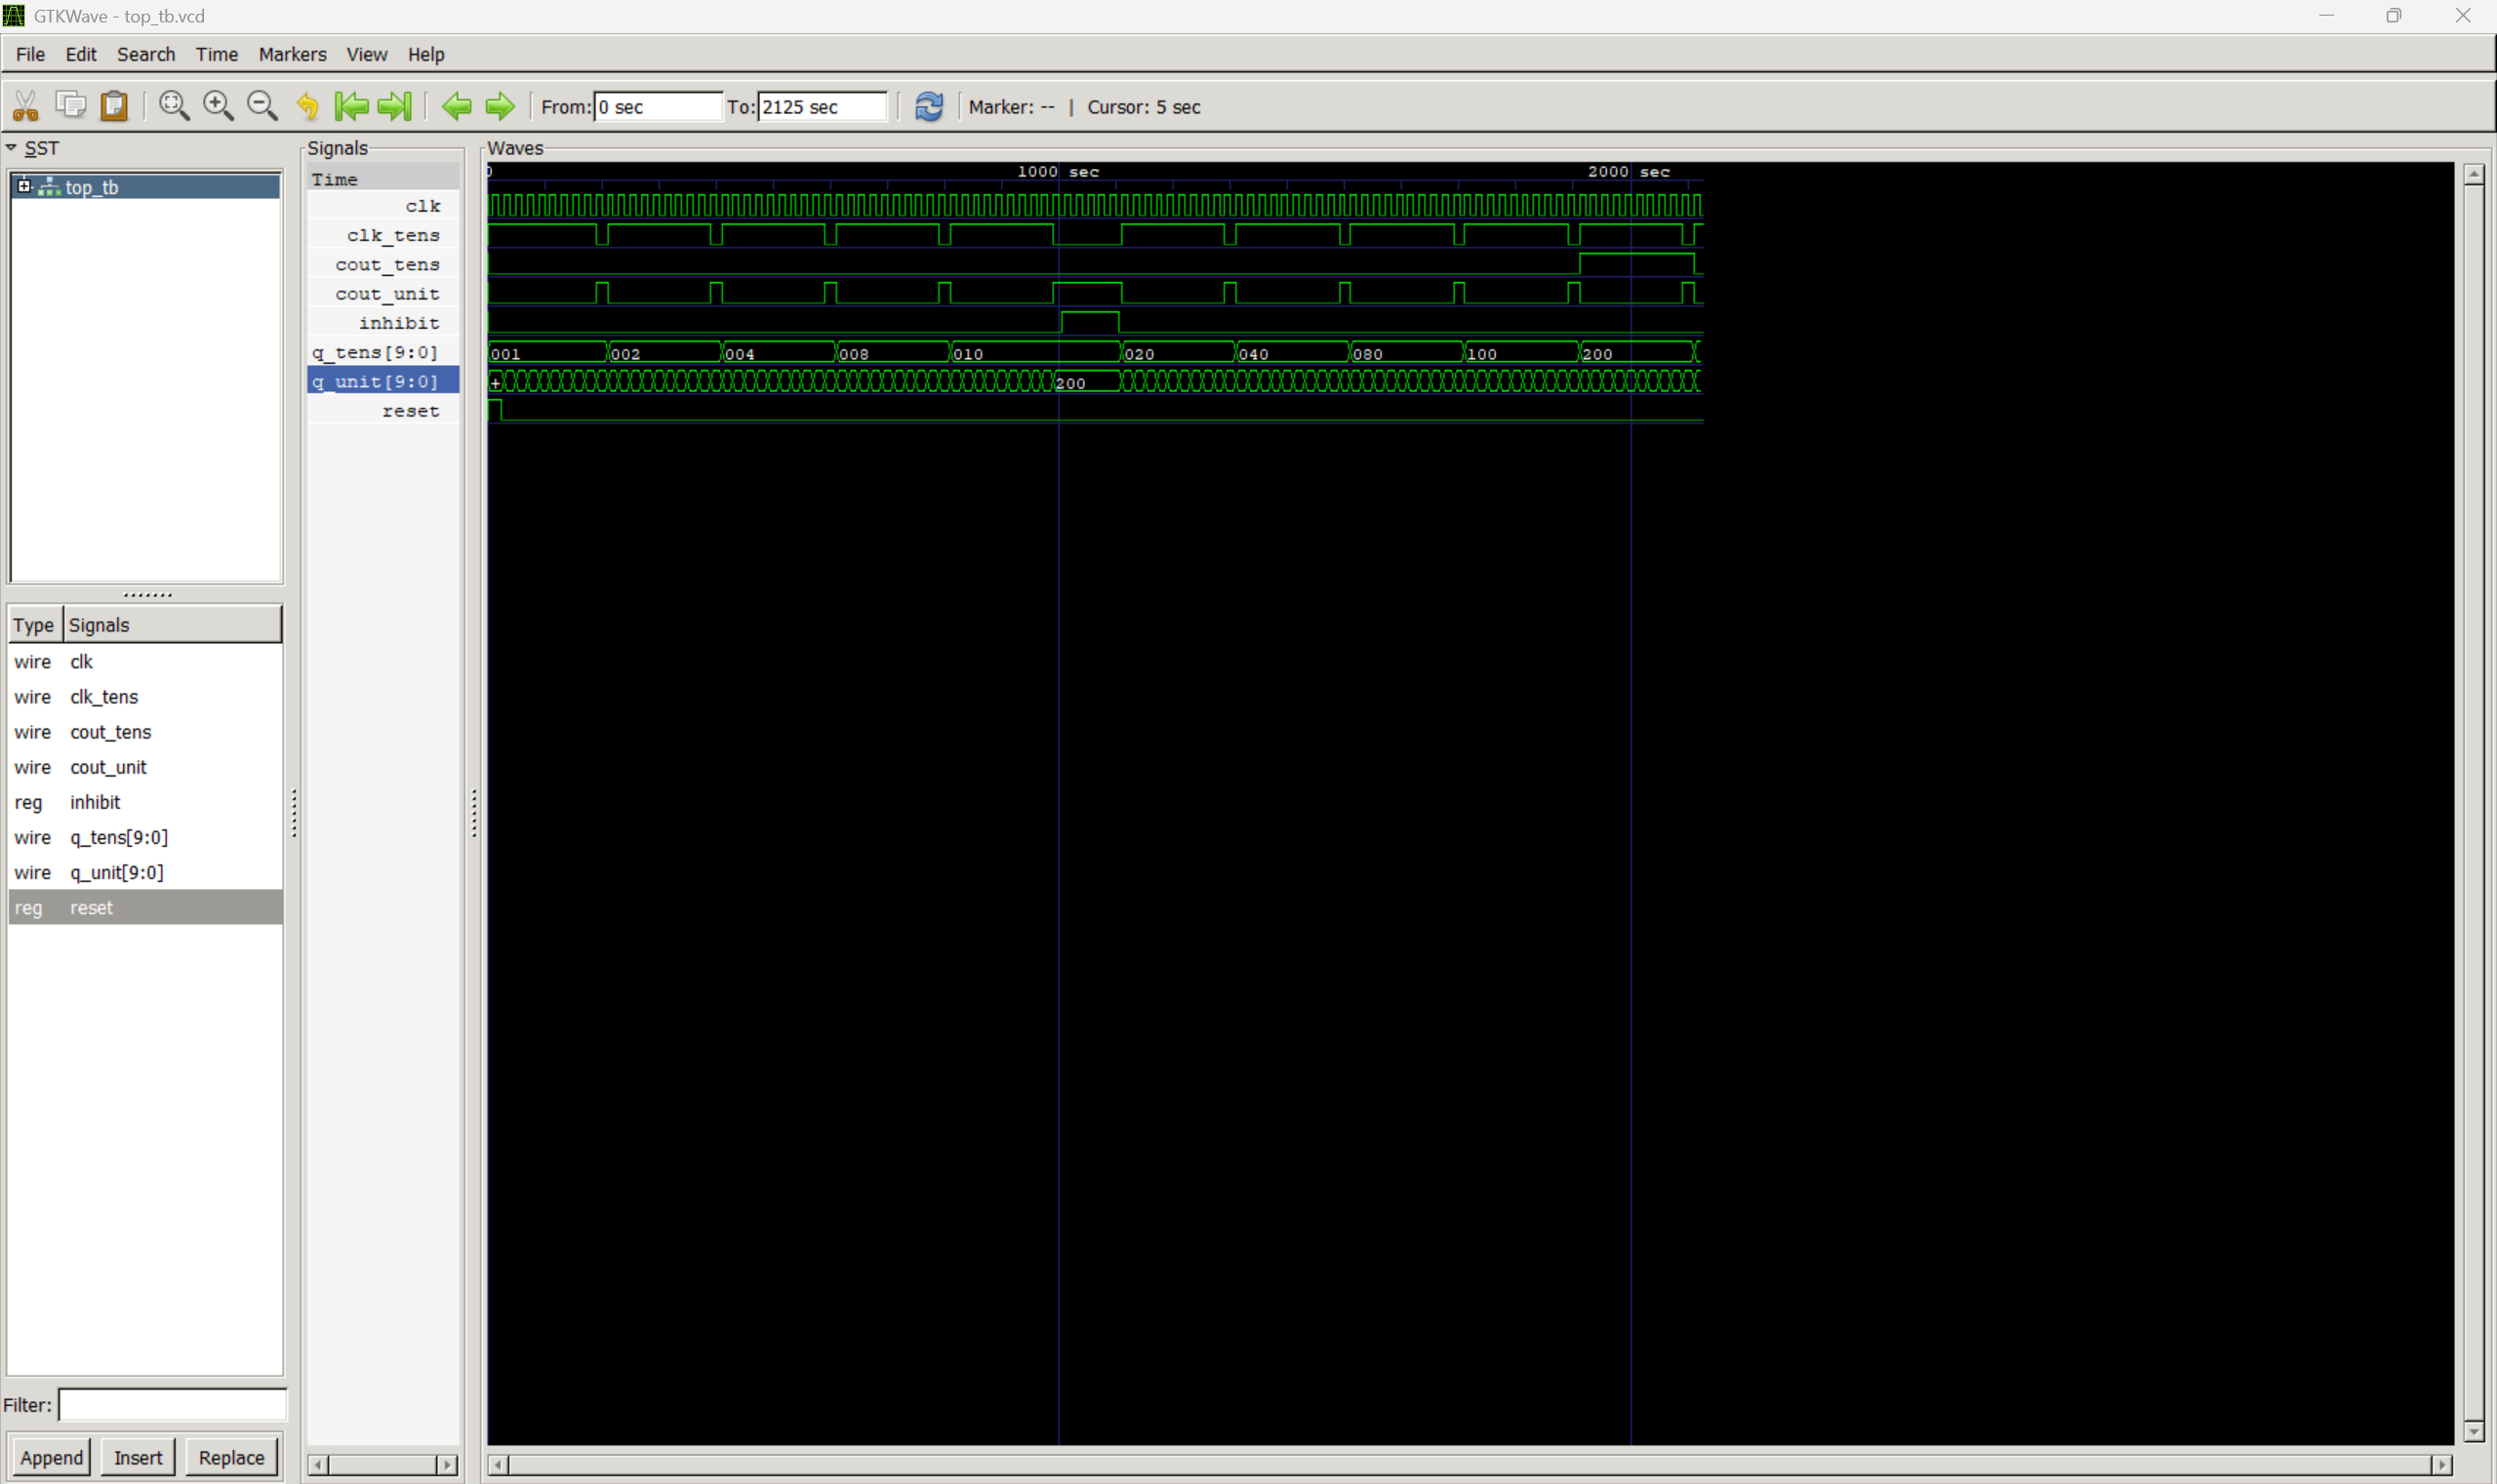 GTKWave - top_tb.vcd
File Edit Search Time Markers View Help
From: 0 sec To: 2125 sec Marker: -- | Cursor: 5 sec
SST
top_tb
Type Signals
wire clk
wire clk_tens
wire cout_tens
wire cout_unit
reg inhibit
wire q_tens[9:0]
wire q_unit[9:0]
reg reset
Filter:
Append Insert Replace
Signals
Time
clk
clk_tens
cout_tens
cout_unit
inhibit
q_tens[9:0]
q_unit[9:0]
reset
Waves
0 1000 sec 2000 sec
001 002 004 008 010 020 040 080 100 200
+ 200